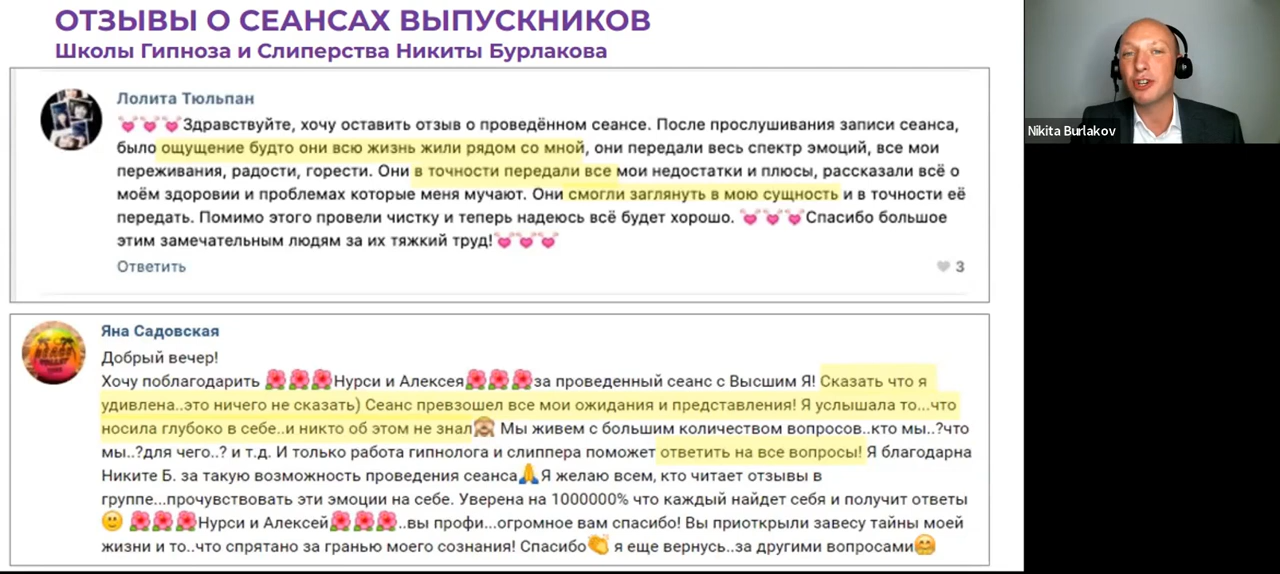 ОТЗЫВЫ О СЕАНСАХ ВЫПУСКНИКОВ
Школы Гипноза и Слиперства Никиты Бурлакова
Лолита Тюльпан
💓💓💓Здравствуйте, хочу оставить отзыв о проведённом сеансе. После прослушивания записи сеанса,
было ощущение будто они всю жизнь жили рядом со мной, они передали весь спектр эмоций, все мои
переживания, радости, горести. Они в точности передали все мои недостатки и плюсы, рассказали всё о
моём здоровии и проблемах которые меня мучают. Они смогли заглянуть в мою сущность и в точности её
передать. Помимо этого провели чистку и теперь надеюсь всё будет хорошо. 💓💓💓Спасибо большое
этим замечательным людям за их тяжкий труд!💓💓💓
Ответить
3
Яна Садовская
Добрый вечер!
Хочу поблагодарить 🌺🌺🌺Нурси и Алексея🌺🌺🌺за проведенный сеанс с Высшим Я! Сказать что я
удивлена..это ничего не сказать) Сеанс превзошел все мои ожидания и представления! Я услышала то...что
носила глубоко в себе..и никто об этом не знал🙈 Мы живем с большим количеством вопросов..кто мы..?что
мы..?для чего..? и т.д. И только работа гипнолога и слиппера поможет ответить на все вопросы! Я благодарна
Никите Б. за такую возможность проведения сеанса🙏Я желаю всем, кто читает отзывы в
группе...прочувствовать эти эмоции на себе. Уверена на 1000000% что каждый найдет себя и получит ответы
🙂 🌺🌺🌺Нурси и Алексей🌺🌺🌺..вы профи...огромное вам спасибо! Вы приоткрыли завесу тайны моей
жизни и то..что спрятано за гранью моего сознания! Спасибо👏 я еще вернусь..за другими вопросами🤗
Nikita Burlakov